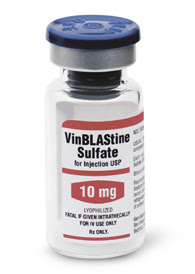 VinBLAStine
Sulfate
for Injection USP
10 mg
LYOPHILIZED
FATAL IF GIVEN INTRATHECALLY
FOR IV USE ONLY
Rx ONLY.